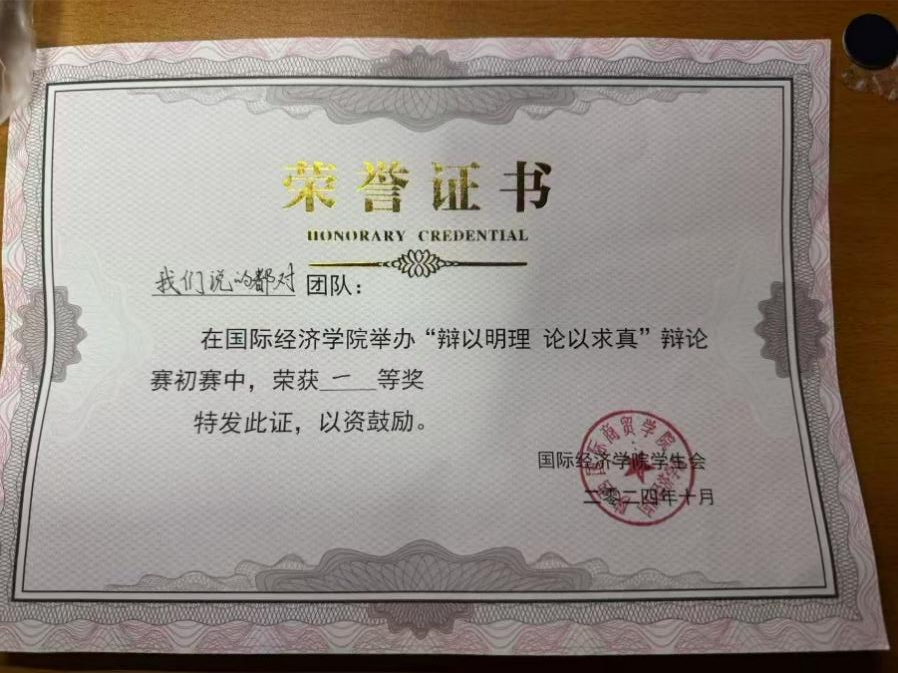 荣誉证书
HONORARY CREDENTIAL
我们说的都对 团队：
在国际经济学院举办“辩以明理 论以求真”辩论
赛初赛中，荣获 一 等奖
特发此证，以资鼓励。
国际经济学院学生会
二零二四年十月